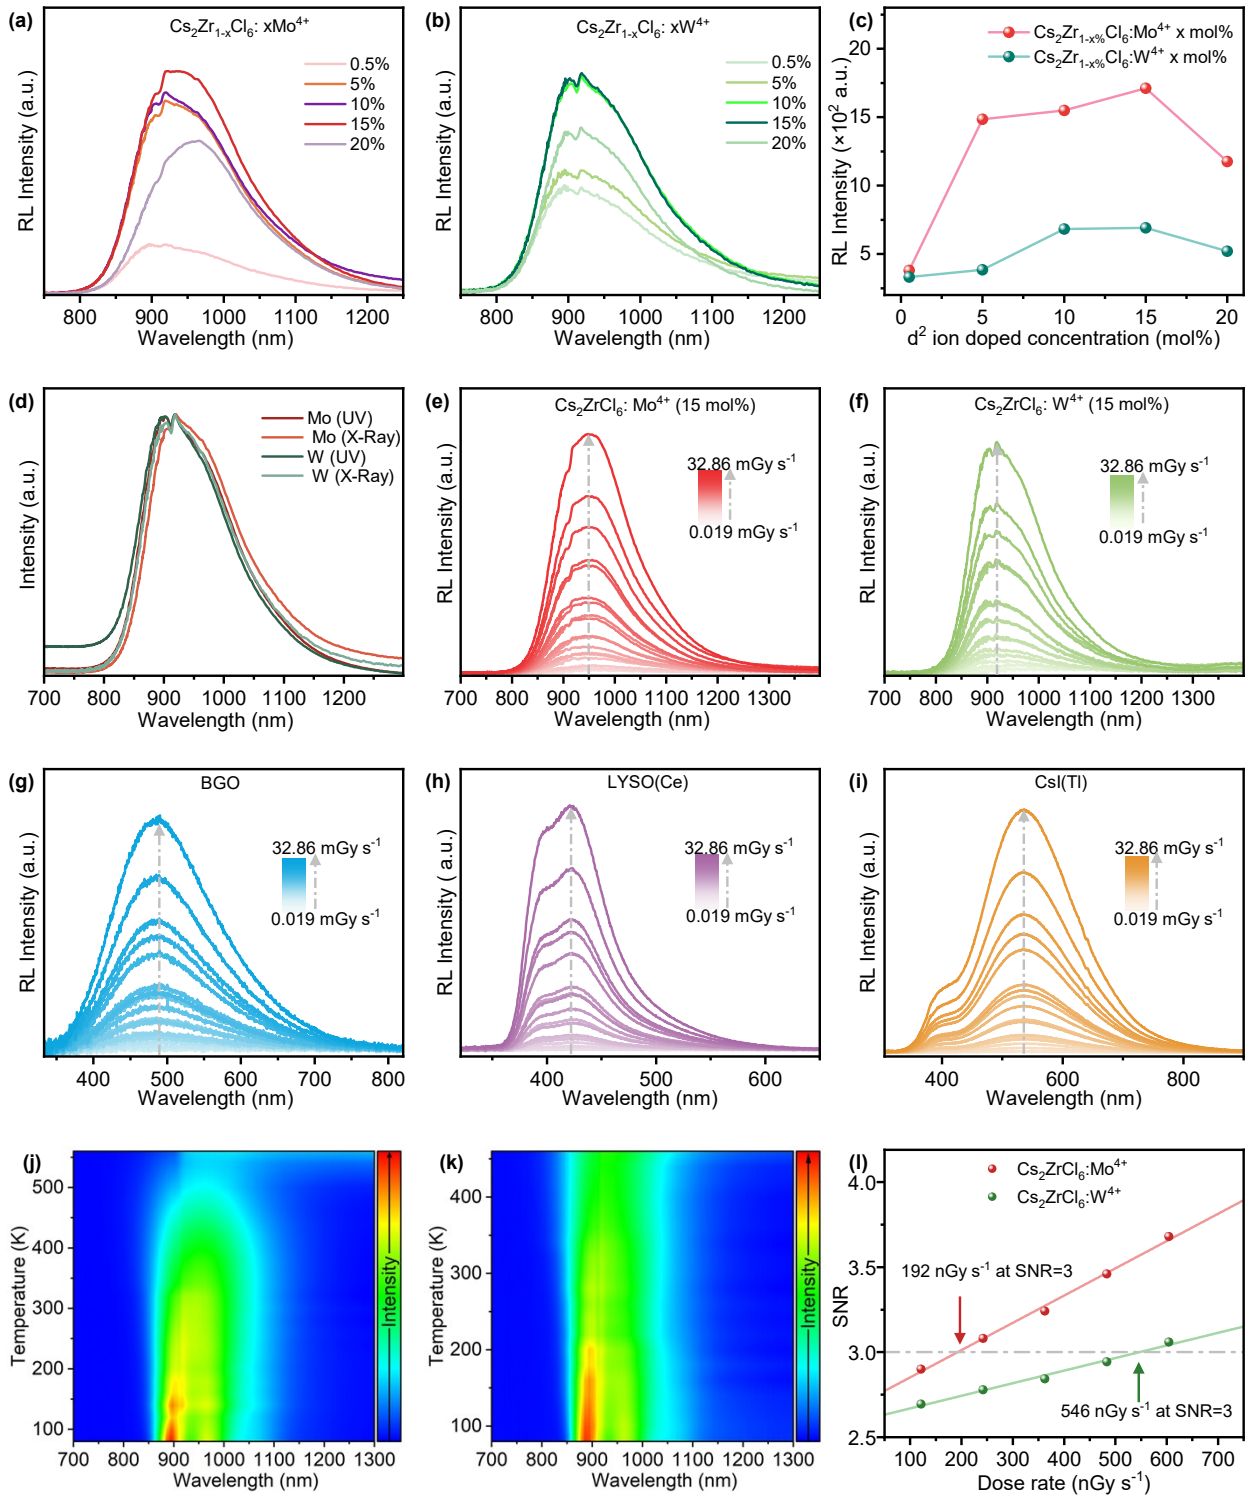 (a)
Cs₂Zr₁₋ₓCl₆: xMo⁴⁺
0.5%
5%
10%
15%
20%
RL Intensity (a.u.)
800 900 1000 1100 1200
Wavelength (nm)
(b)
Cs₂Zr₁₋ₓCl₆: xW⁴⁺
0.5%
5%
10%
15%
20%
RL Intensity (a.u.)
800 900 1000 1100 1200
Wavelength (nm)
(c)
Cs₂Zr₁₋ₓ%Cl₆:Mo⁴⁺ x mol%
Cs₂Zr₁₋ₓ%Cl₆:W⁴⁺ x mol%
RL Intensity (×10² a.u.)
20
15
10
5
0 5 10 15 20
d² ion doped concentration (mol%)
(d)
Mo (UV)
Mo (X-Ray)
W (UV)
W (X-Ray)
Intensity (a.u.)
700 800 900 1000 1100 1200
Wavelength (nm)
(e)
Cs₂ZrCl₆: Mo⁴⁺ (15 mol%)
32.86 mGy s⁻¹
0.019 mGy s⁻¹
RL Intensity (a.u.)
700 800 900 1000 1100 1200 1300
Wavelength (nm)
(f)
Cs₂ZrCl₆: W⁴⁺ (15 mol%)
32.86 mGy s⁻¹
0.019 mGy s⁻¹
RL Intensity (a.u.)
700 800 900 1000 1100 1200 1300
Wavelength (nm)
(g)
BGO
32.86 mGy s⁻¹
0.019 mGy s⁻¹
RL Intensity (a.u.)
400 500 600 700 800
Wavelength (nm)
(h)
LYSO(Ce)
32.86 mGy s⁻¹
0.019 mGy s⁻¹
RL Intensity (a.u.)
400 500 600
Wavelength (nm)
(i)
CsI(Tl)
32.86 mGy s⁻¹
0.019 mGy s⁻¹
RL Intensity (a.u.)
400 600 800
Wavelength (nm)
(j)
Temperature (K)
500
400
300
200
100
Intensity
700 800 900 1000 1100 1200 1300
Wavelength (nm)
(k)
Temperature (K)
400
300
200
100
Intensity
700 800 900 1000 1100 1200 1300
Wavelength (nm)
(l)
Cs₂ZrCl₆:Mo⁴⁺
Cs₂ZrCl₆:W⁴⁺
SNR
4.0
3.5
3.0
2.5
192 nGy s⁻¹ at SNR=3
546 nGy s⁻¹ at SNR=3
100 200 300 400 500 600 700
Dose rate (nGy s⁻¹)